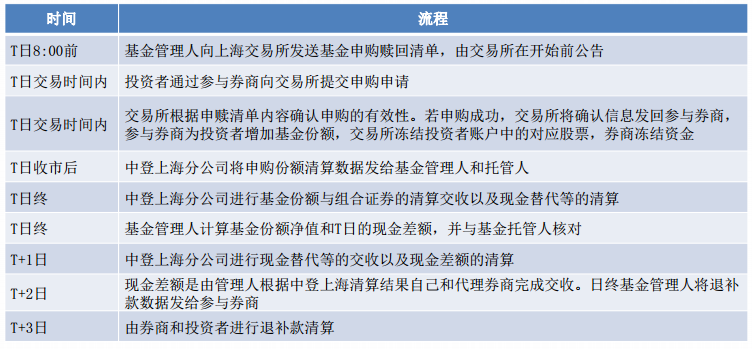 时间 流程
T日8:00前 基金管理人向上海交易所发送基金申购赎回清单，由交易所在开始前公告
T日交易时间内 投资者通过参与券商向交易所提交申购申请
T日交易时间内 交易所根据申赎清单内容确认申购的有效性。若申购成功，交易所将确认信息发回参与券商，
参与券商为投资者增加基金份额，交易所冻结投资者账户中的对应股票，券商冻结资金
T日收市后 中登上海分公司将申购份额清算数据发给基金管理人和托管人
T日终 中登上海分公司进行基金份额与组合证券的清算交收以及现金替代等的清算
T日终 基金管理人计算基金份额净值和T日的现金差额，并与基金托管人核对
T+1日 中登上海分公司进行现金替代等的交收以及现金差额的清算
T+2日 现金差额是由管理人根据中登上海清算结果自己和代理券商完成交收。日终基金管理人将退补
款数据发给参与券商
T+3日 由券商和投资者进行退补款清算